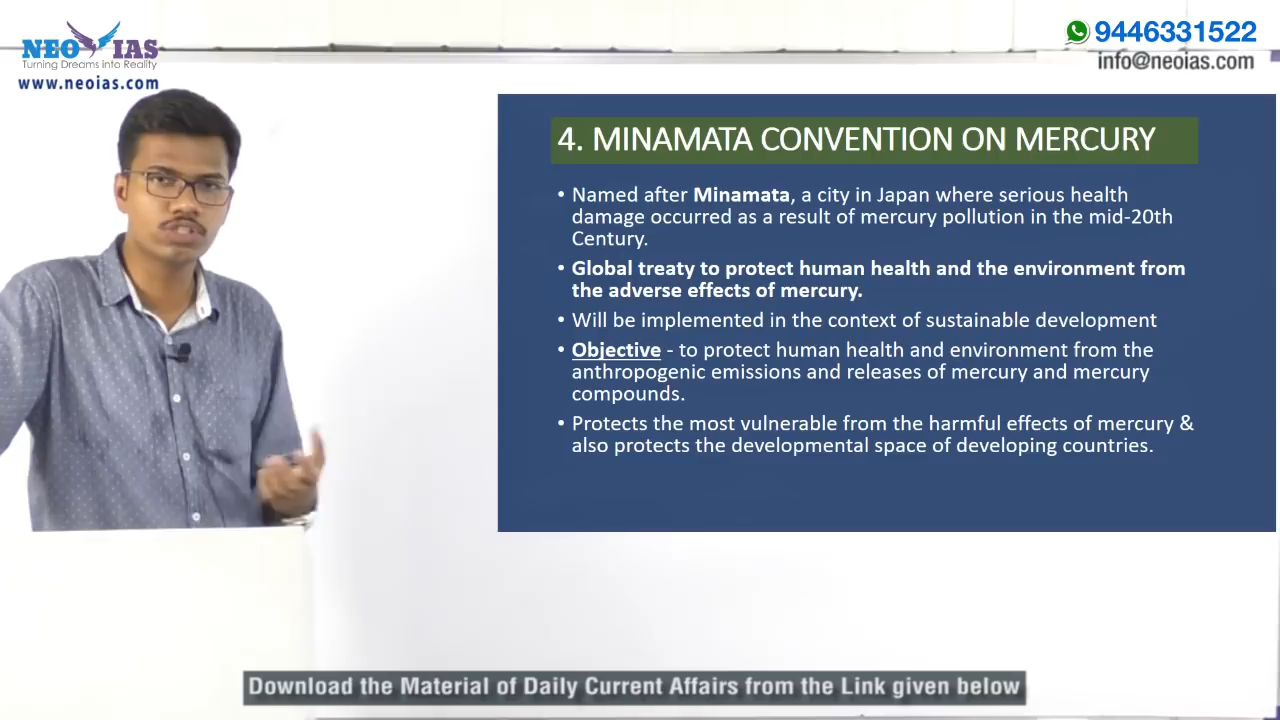 NEO IAS
Turning Dreams into Reality
www.neoias.com
9446331522
info@neoias.com
4. MINAMATA CONVENTION ON MERCURY
• Named after Minamata, a city in Japan where serious health
damage occurred as a result of mercury pollution in the mid-20th
Century.
• Global treaty to protect human health and the environment from
the adverse effects of mercury.
• Will be implemented in the context of sustainable development
• Objective - to protect human health and environment from the
anthropogenic emissions and releases of mercury and mercury
compounds.
• Protects the most vulnerable from the harmful effects of mercury &
also protects the developmental space of developing countries.
Download the Material of Daily Current Affairs from the Link given below